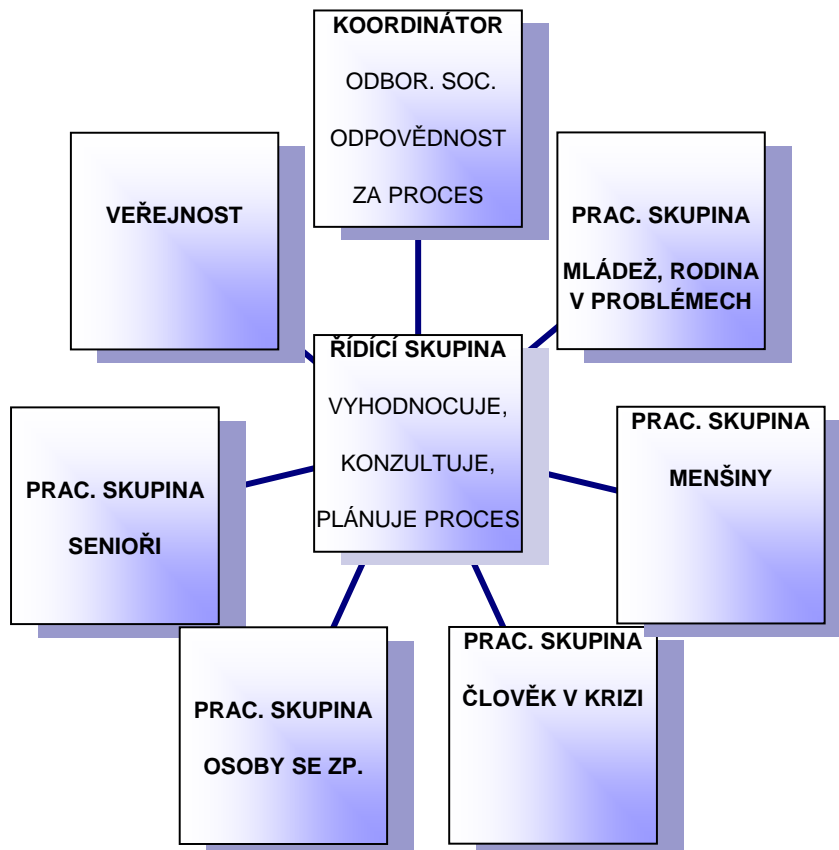 KOORDINÁTOR
ODBOR. SOC.
ODPOVĚDNOST
ZA PROCES
VEŘEJNOST
PRAC. SKUPINA
MLÁDEŽ, RODINA
V PROBLÉMECH
ŘÍDÍCÍ SKUPINA
VYHODNOCUJE,
KONZULTUJE,
PLÁNUJE PROCES
PRAC. SKUPINA
MENŠINY
PRAC. SKUPINA
SENIOŘI
PRAC. SKUPINA
ČLOVĚK V KRIZI
PRAC. SKUPINA
OSOBY SE ZP.